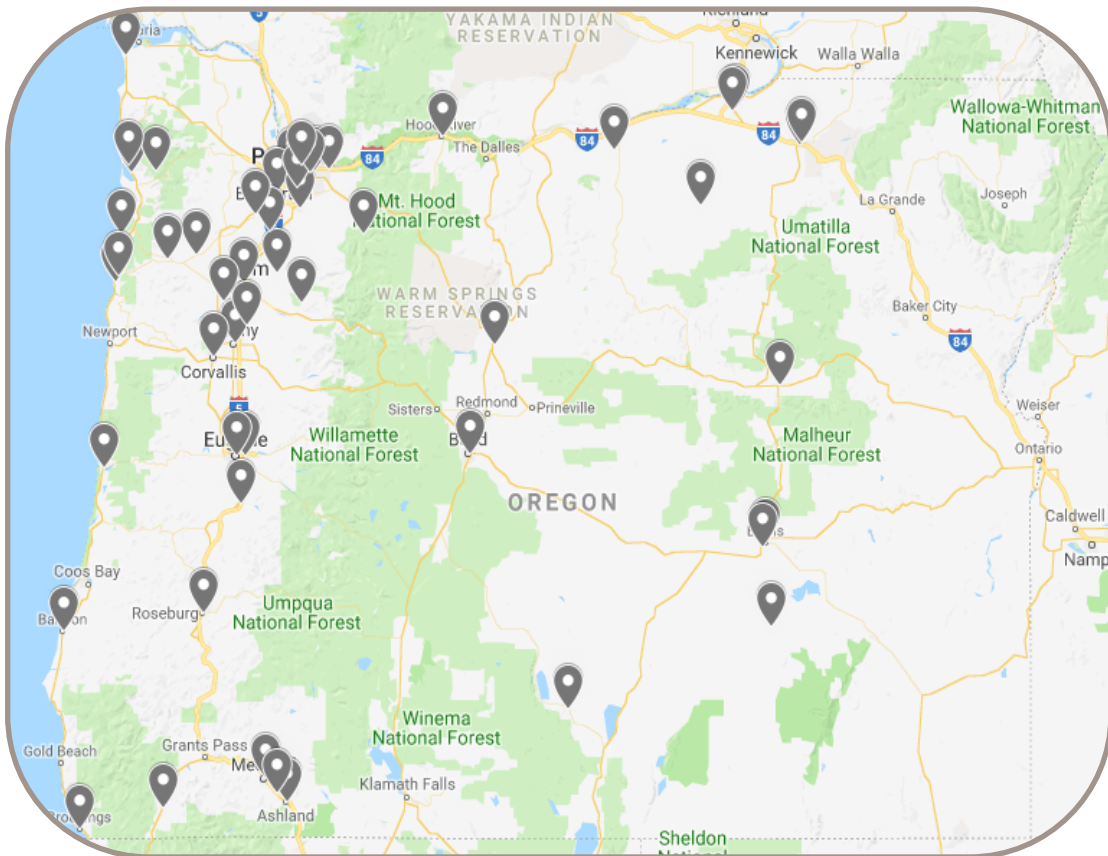 YAKAMA INDIAN
RESERVATION
Kennewick
Walla Walla
Wallowa-Whitman
National Forest
Hood River
84
84
84
The Dalles
La Grande
Joseph
Mt. Hood
National Forest
Umatilla
National Forest
WARM SPRINGS
RESERVATION
Baker City
84
Newport
Corvallis
5
Sisters
Redmond
Prineville
Weiser
Willamette
National Forest
Malheur
National Forest
Ontario
OREGON
Caldwell
Namp
Coos Bay
Roseburg
Umpqua
National Forest
Winema
National Forest
Gold Beach
Grants Pass
Klamath Falls
Ashland
Sheldon
National